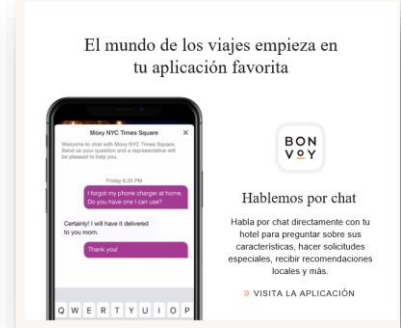 El mundo de los viajes empieza en
tu aplicación favorita
Moxy NYC Times Square
Welcome to chat with Moxy NYC Times Square.
Send us your question and a representative will
be pleased to help you.
Friday 6:25 PM
I forgot my phone charger at home.
Do you have one I can use?
Certainly! I will have it delivered
to you room.
Thank you!
Q W E R T Y U I O P
BON
VOY
Hablemos por chat
Habla por chat directamente con tu
hotel para preguntar sobre sus
características, hacer solicitudes
especiales, recibir recomendaciones
locales y más.
» VISITA LA APLICACIÓN